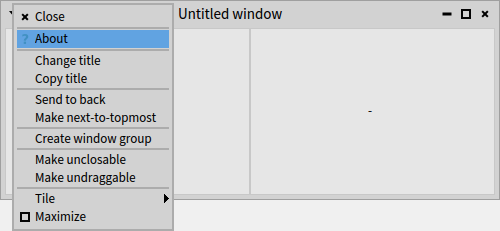 Untitled window
Close
About
Change title
Copy title
Send to back
Make next-to-topmost
Create window group
Make unclosable
Make undraggable
Tile
Maximize
-